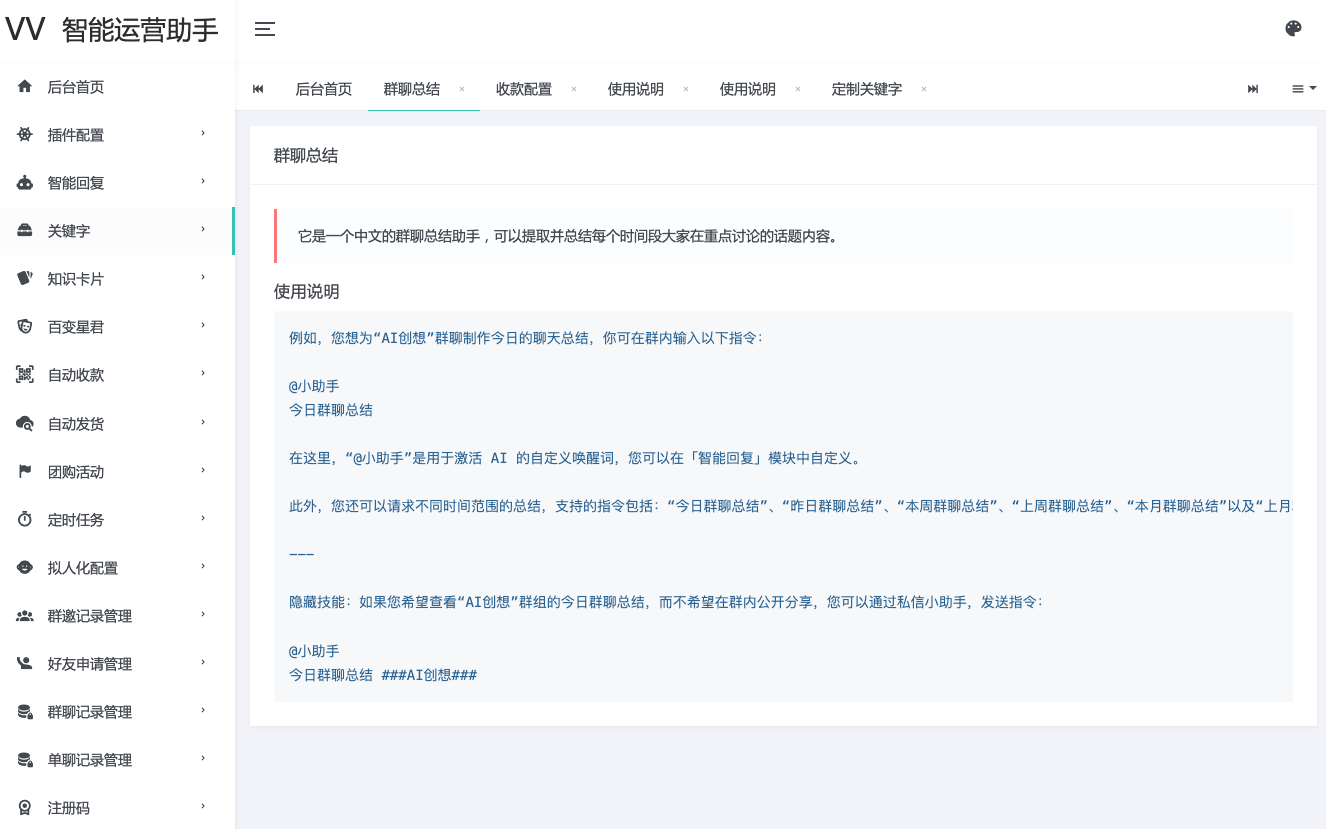 VV 智能运营助手
后台首页
插件配置
智能回复
关键字
知识卡片
百变星君
自动收款
自动发货
团购活动
定时任务
拟人化配置
群邀记录管理
好友申请管理
群聊记录管理
单聊记录管理
注册码
后台首页 群聊总结 × 收款配置 × 使用说明 × 使用说明 × 定制关键字 ×
群聊总结
它是一个中文的群聊总结助手，可以提取并总结每个时间段大家在重点讨论的话题内容。
使用说明
例如，您想为“AI创想”群聊制作今日的聊天总结，你可在群内输入以下指令：
@小助手
今日群聊总结
在这里，“@小助手”是用于激活 AI 的自定义唤醒词，您可以在「智能回复」模块中自定义。
此外，您还可以请求不同时间范围的总结，支持的指令包括：“今日群聊总结”、“昨日群聊总结”、“本周群聊总结”、“上周群聊总结”、“本月群聊总结”以及“上月
———
隐藏技能：如果您希望查看“AI创想”群组的今日群聊总结，而不希望在群内公开分享，您可以通过私信小助手，发送指令：
@小助手
今日群聊总结 ###AI创想###